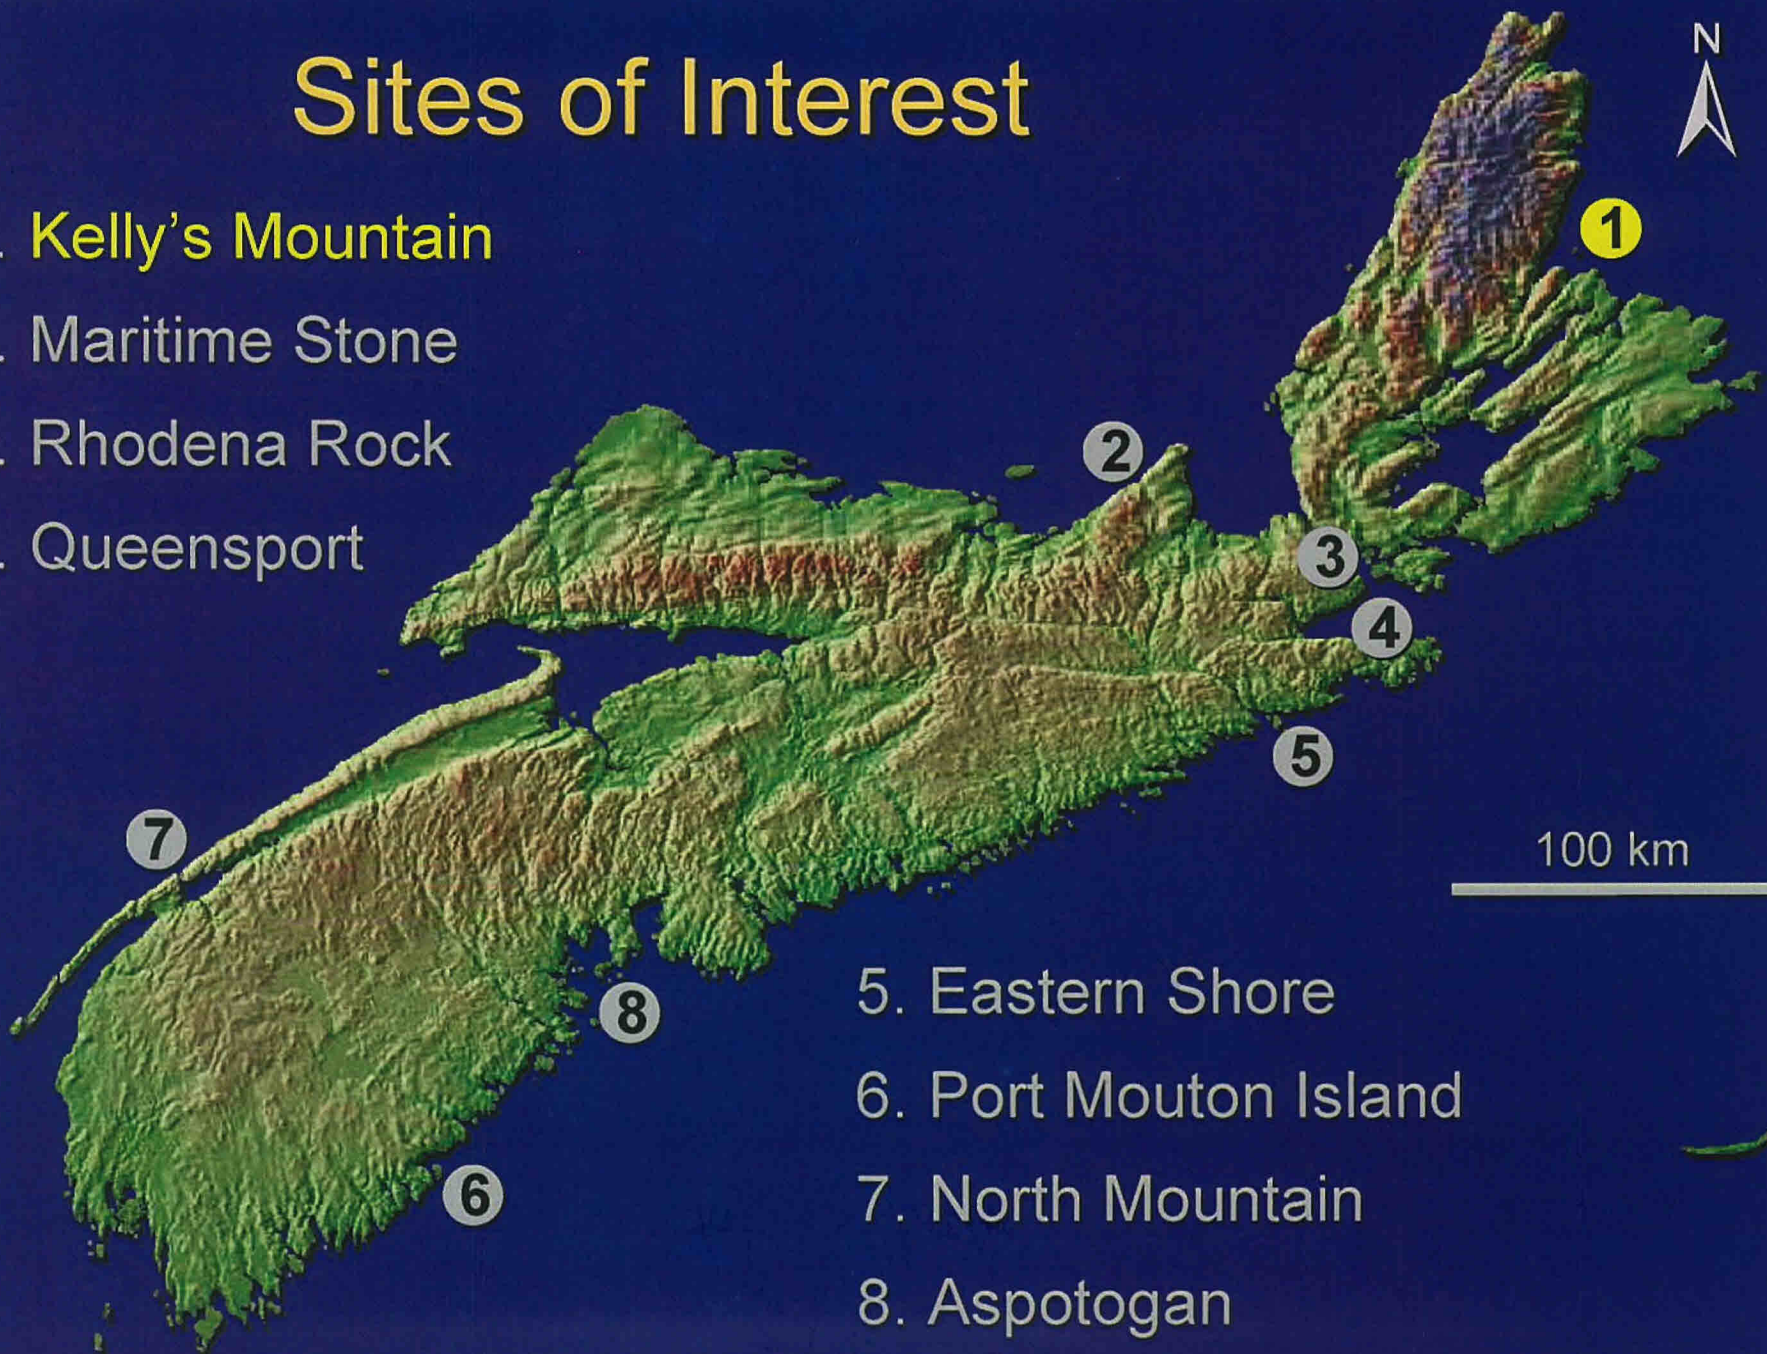 Sites of Interest
N
. Kelly's Mountain
. Maritime Stone
. Rhodena Rock
. Queensport
1
2
3
4
5
7
100 km
8
6
5. Eastern Shore
6. Port Mouton Island
7. North Mountain
8. Aspotogan